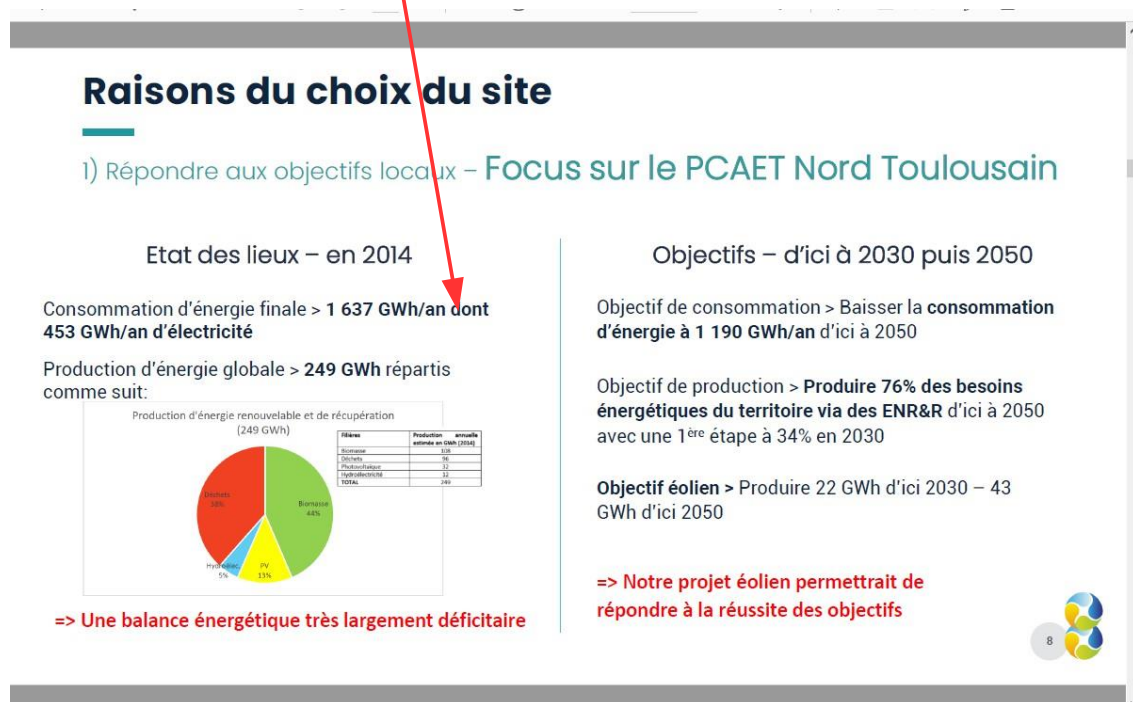 Raisons du choix du site
1) Répondre aux objectifs locaux – Focus sur le PCAET Nord Toulousain
Etat des lieux – en 2014
Consommation d'énergie finale > 1 637 GWh/an dont
453 GWh/an d'électricité
Production d'énergie globale > 249 GWh répartis
comme suit:
Production d'énergie renouvelable et de récupération
(249 GWh)
Filières Production annuelle
estimée en GWh (2014)
Biomasse 108
Déchets 96
Photovoltaïque 32
Hydroélectricité 12
TOTAL 249
Déchets
38%
Biomasse
44%
Hydroélec.
5%
PV
13%
=> Une balance énergétique très largement déficitaire
Objectifs – d'ici à 2030 puis 2050
Objectif de consommation > Baisser la consommation
d'énergie à 1 190 GWh/an d'ici à 2050
Objectif de production > Produire 76% des besoins
énergétiques du territoire via des ENR&R d'ici à 2050
avec une 1ère étape à 34% en 2030
Objectif éolien > Produire 22 GWh d'ici 2030 – 43
GWh d'ici 2050
=> Notre projet éolien permettrait de
répondre à la réussite des objectifs
8